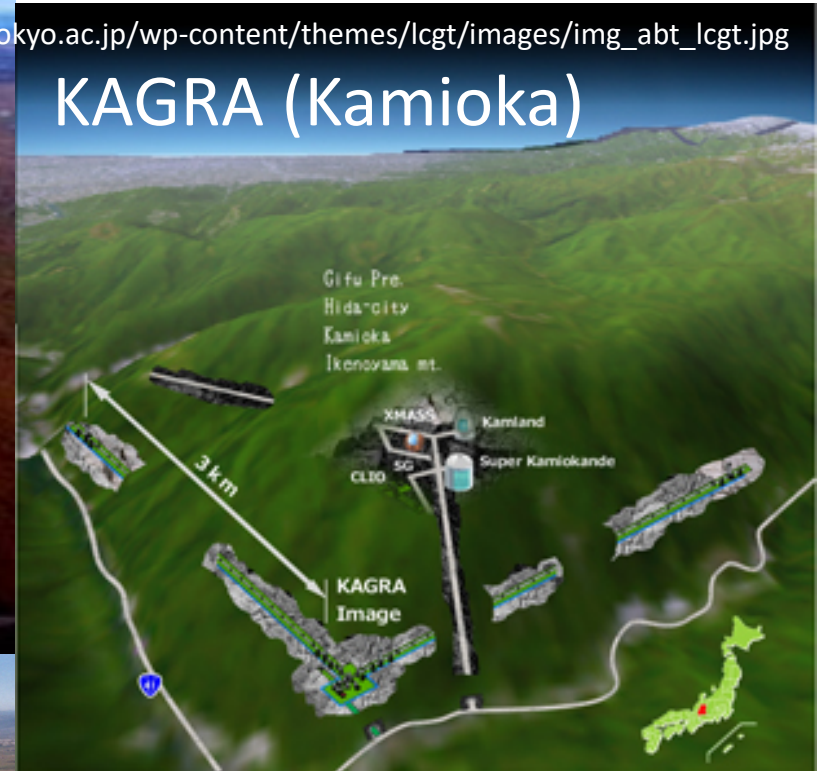 okyo.ac.jp/wp-content/themes/lcgt/images/img_abt_lcgt.jpg
KAGRA (Kamioka)
Gifu Pre.
Hida-city
Kamioka
Ikenoyama mt.
XMASS
Kamland
SG
Super Kamiokande
CLIO
3km
KAGRA
Image
41